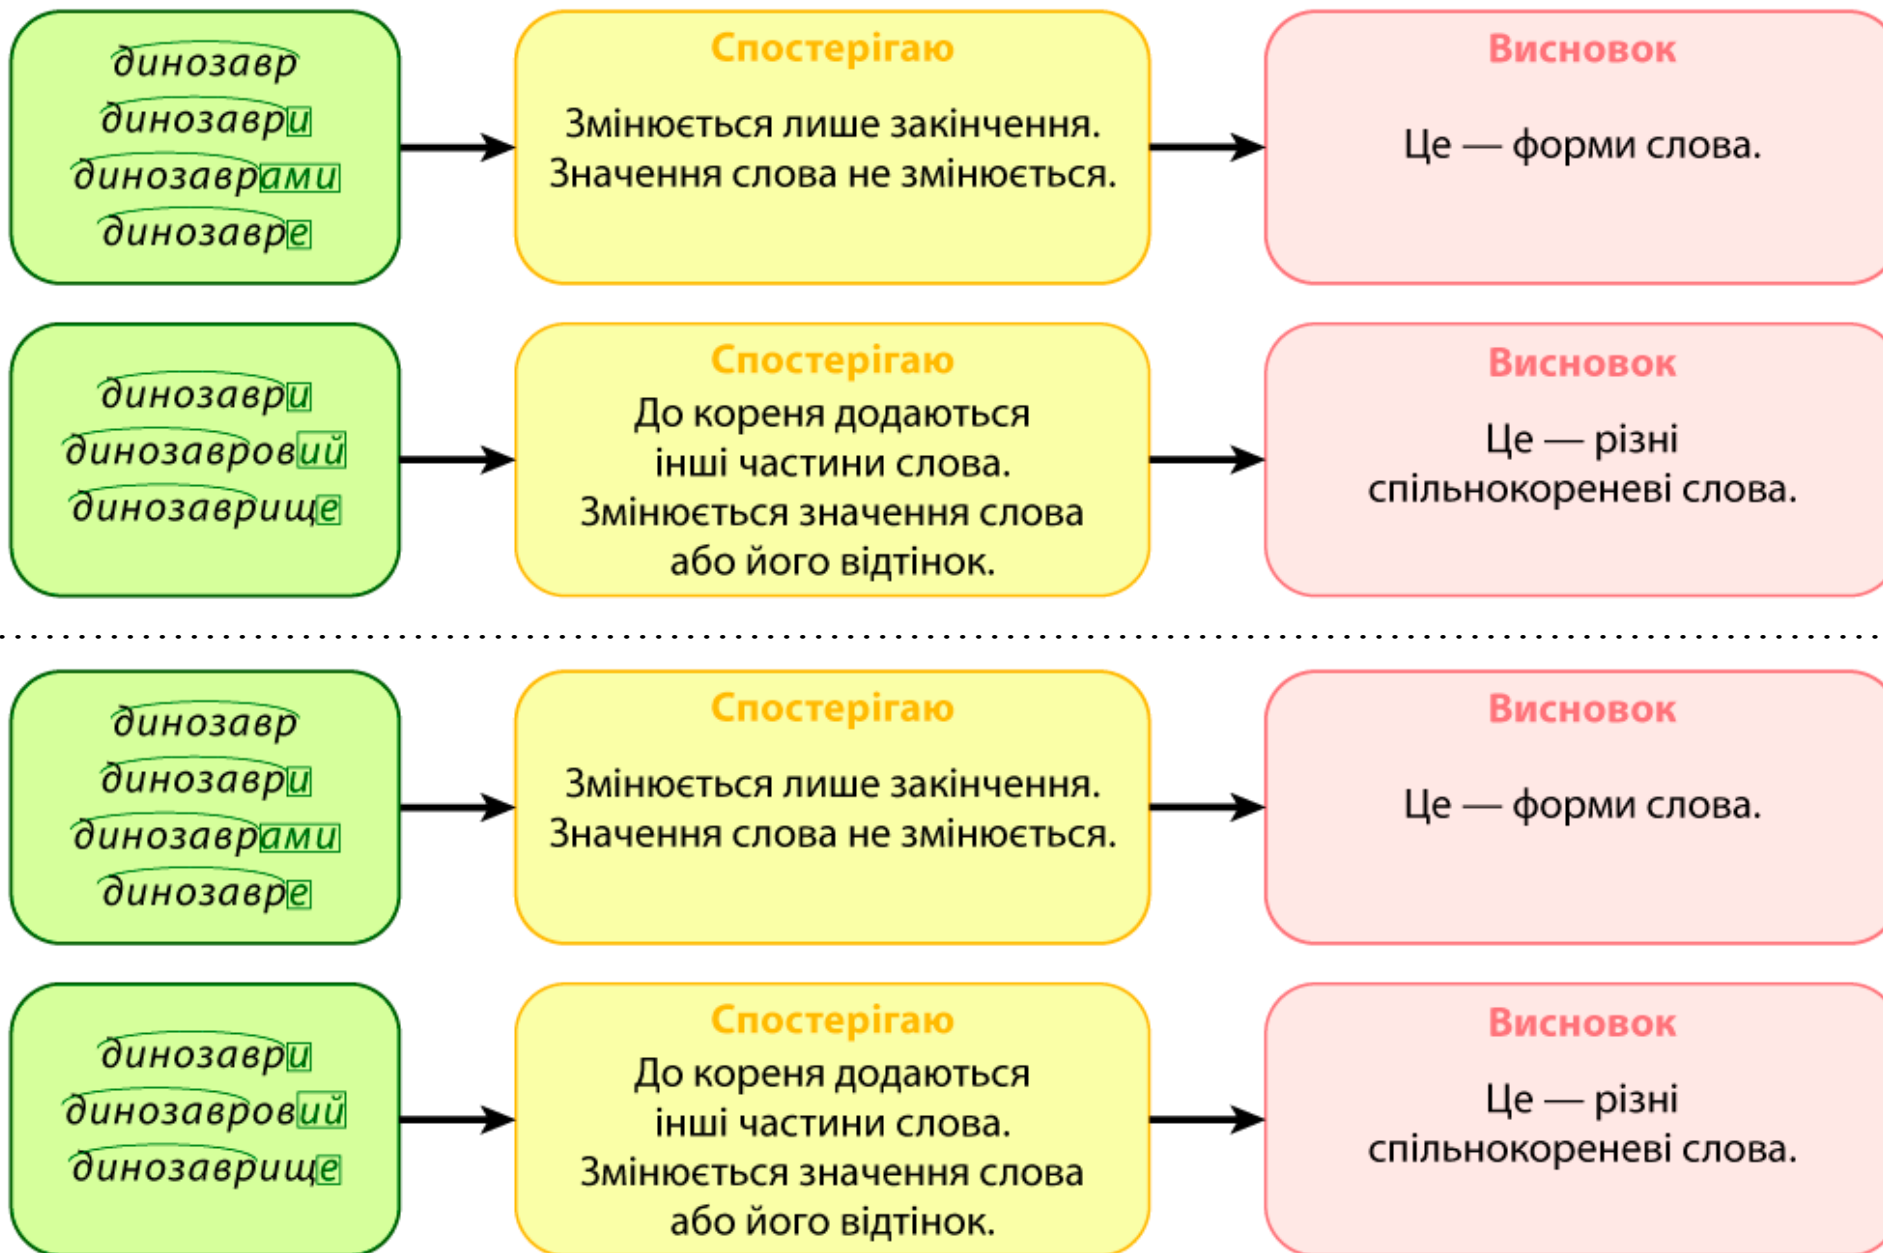 динозавр
динозаври
динозаврами
динозавре
Спостерігаю
Змінюється лише закінчення.
Значення слова не змінюється.
Висновок
Це — форми слова.
динозаври
динозавровий
динозаврище
Спостерігаю
До кореня додаються
інші частини слова.
Змінюється значення слова
або його відтінок.
Висновок
Це — різні
спільнокореневі слова.
динозавр
динозаври
динозаврами
динозавре
Спостерігаю
Змінюється лише закінчення.
Значення слова не змінюється.
Висновок
Це — форми слова.
динозаври
динозавровий
динозаврище
Спостерігаю
До кореня додаються
інші частини слова.
Змінюється значення слова
або його відтінок.
Висновок
Це — різні
спільнокореневі слова.